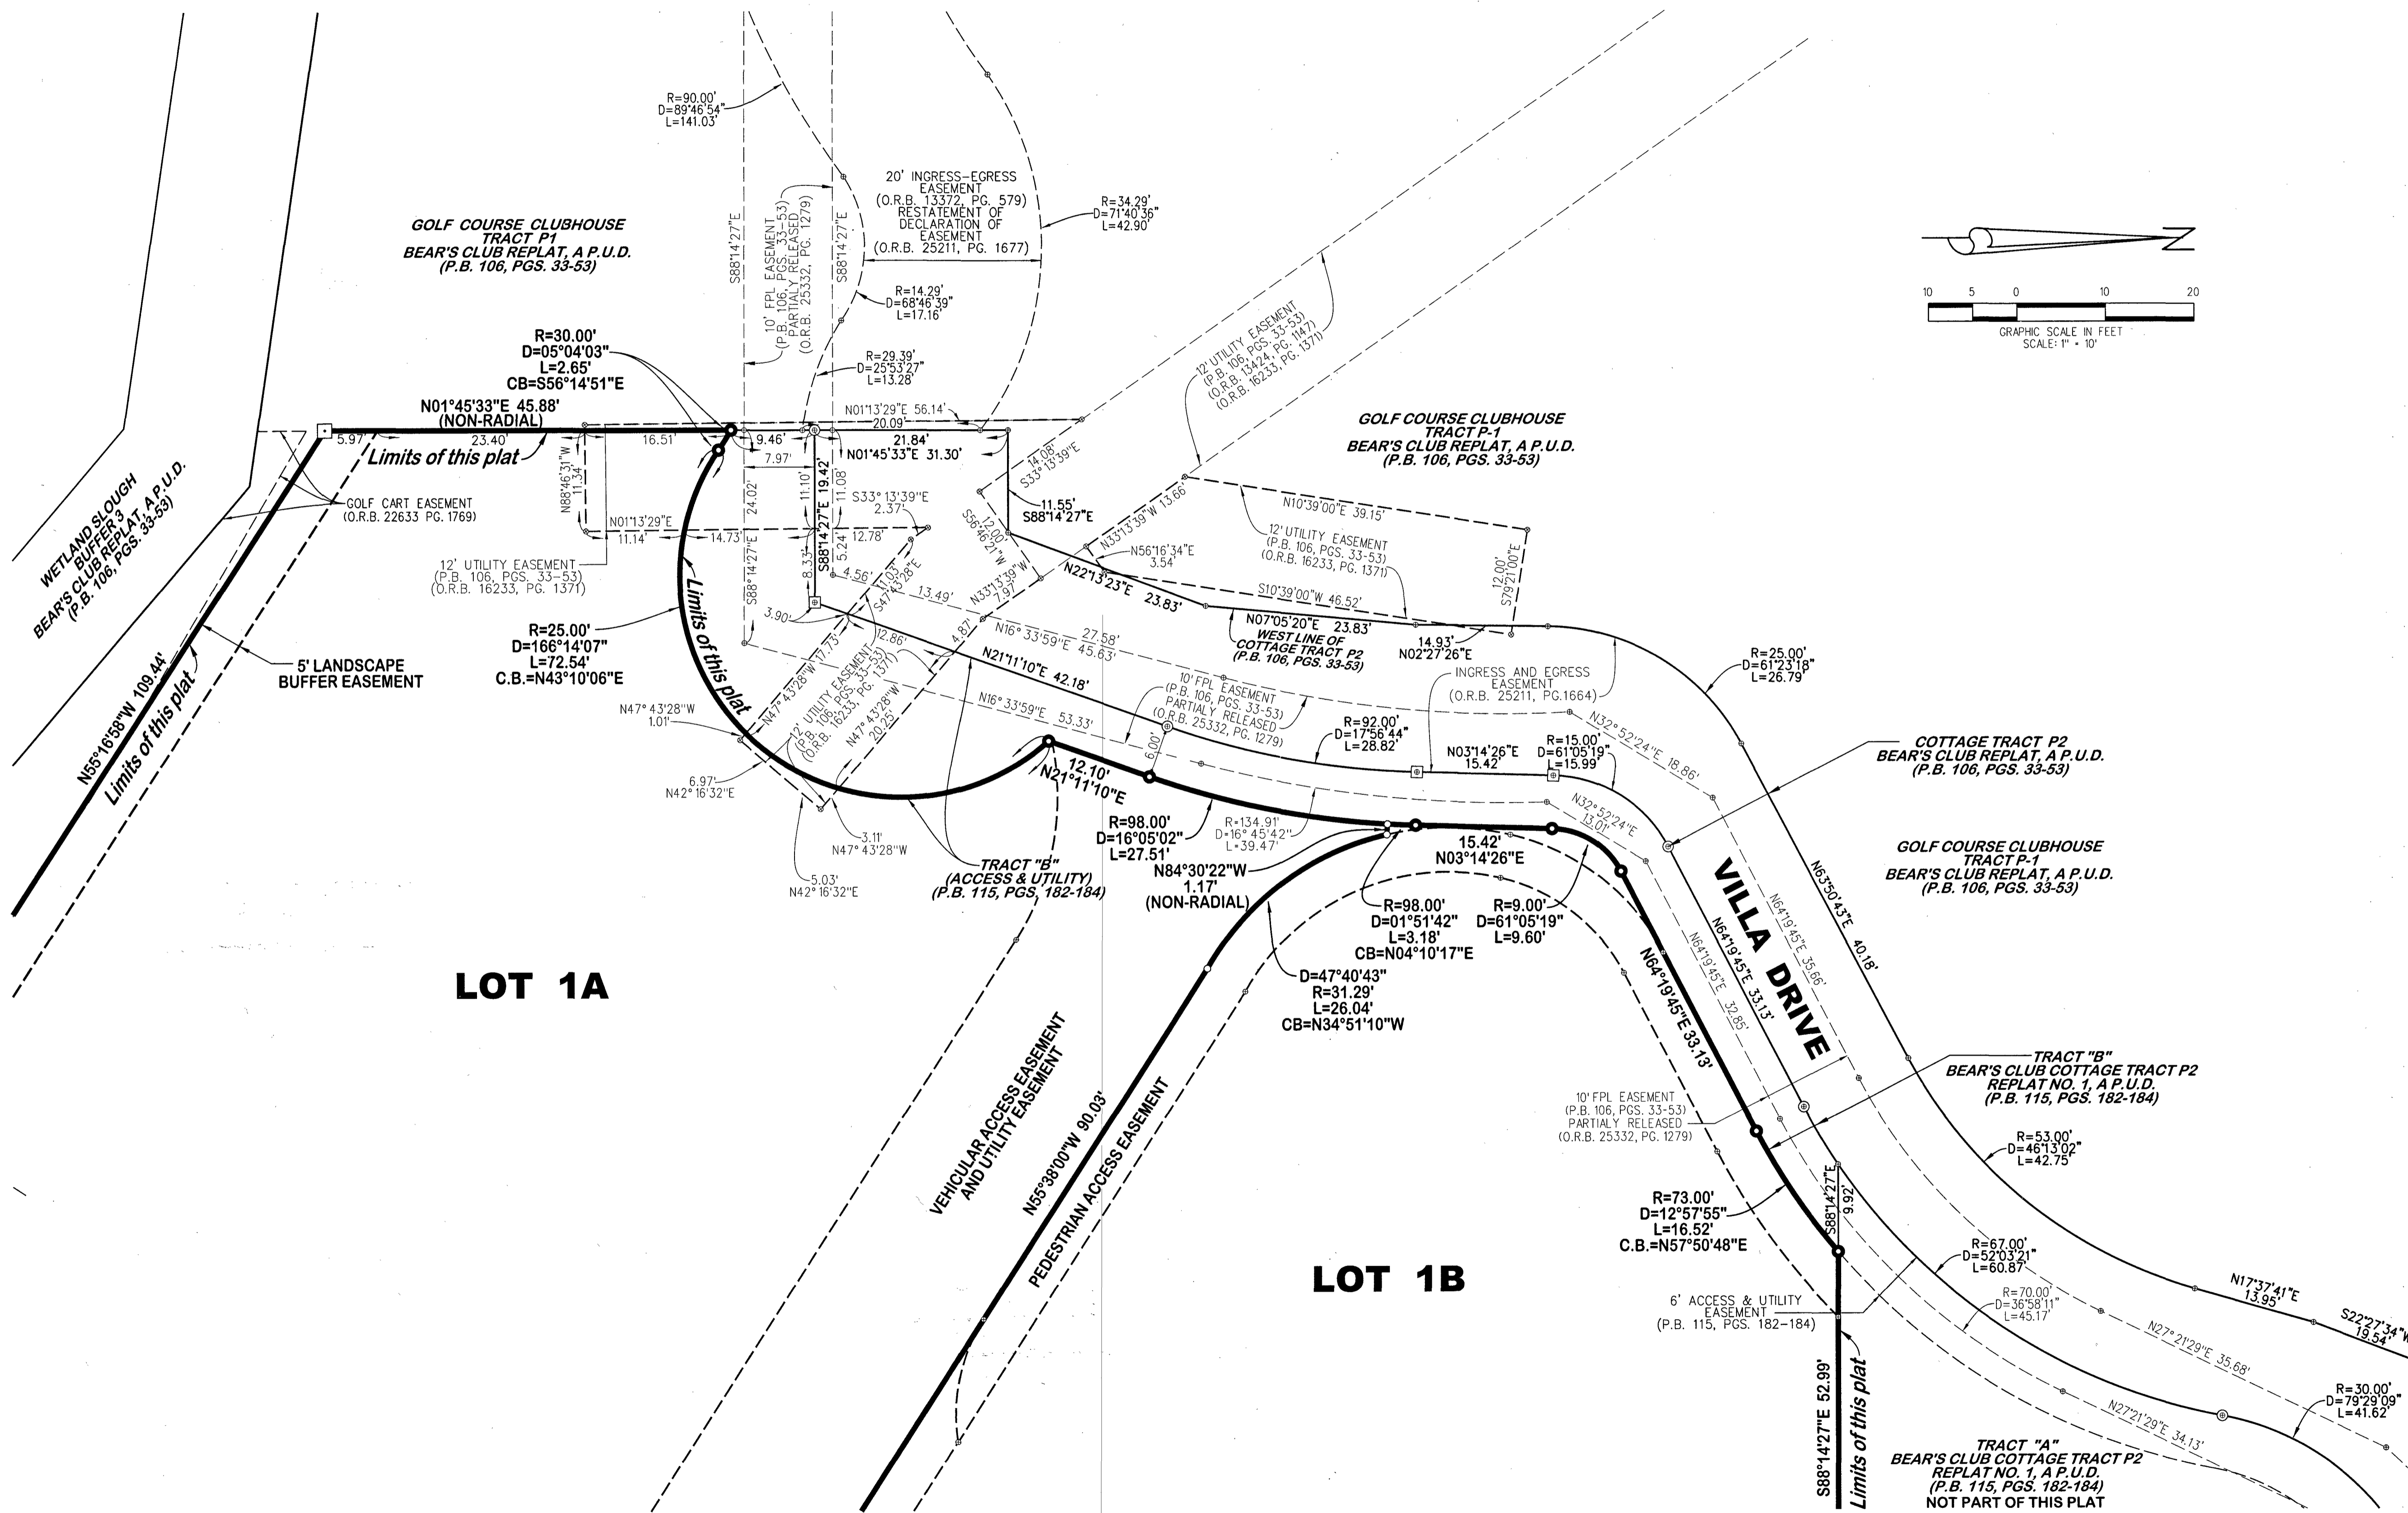 R=90.00'
D=89°46'54"
L=141.03'
GOLF COURSE CLUBHOUSE
TRACT P1
BEAR'S CLUB REPLAT, A P.U.D.
(P.B. 106, PGS. 33-53)
S88°14'27"E
10' FPL EASEMENT
(P.B. 106, PGS. 33-53)
PARTIALY RELEASED
(O.R.B. 25332, PG. 1279)
S88°14'27"E
20' INGRESS-EGRESS
EASEMENT
(O.R.B. 13372, PG. 579)
RESTATEMENT OF
DECLARATION OF
EASEMENT
(O.R.B. 25211, PG. 1677)
R=34.29'
D=71°40'36"
L=42.90'
R=14.29'
D=68°46'39"
L=17.16'
R=29.39'
D=25°53'27"
L=13.28'
12' UTILITY EASEMENT
(P.B. 106, PGS. 33-53)
(O.R.B. 13424, PG. 1147)
(O.R.B. 16233, PG. 1371)
Z
10 5 0 10 20
GRAPHIC SCALE IN FEET
SCALE: 1" = 10'
R=30.00'
D=05°04'03"
L=2.65'
CB=S56°14'51"E
N01°45'33"E 45.88'
(NON-RADIAL)
5.97'
23.40'
16.51'
9.46'
7.97'
N01°13'29"E 56.14'
20.09'
21.84'
N01°45'33"E 31.30'
Limits of this plat
GOLF COURSE CLUBHOUSE
TRACT P-1
BEAR'S CLUB REPLAT, A P.U.D.
(P.B. 106, PGS. 33-53)
WETLAND SLOUGH
BUFFER 3
BEAR'S CLUB REPLAT, A P.U.D.
(P.B. 106, PGS. 33-53)
GOLF CART EASEMENT
(O.R.B. 22633 PG. 1769)
N88°46'31"W
11.34'
N01°13'29"E
11.14'
14.73'
12.78'
24.02'
S88°14'27"E
11.10'
8.33'
S88°14'27"E 19.42'
11.08'
5.24'
S33°13'39"E
2.37'
14.08'
S33°13'39"E
11.55'
S88°14'27"E
12.00'
S56°46'21"W
N33°13'39"W 13.66'
N10°39'00"E 39.15'
12' UTILITY EASEMENT
(P.B. 106, PGS. 33-53)
(O.R.B. 16233, PG. 1371)
12.00'
S79°21'00"E
N56°16'34"E
3.54'
12' UTILITY EASEMENT
(P.B. 106, PGS. 33-53)
(O.R.B. 16233, PG. 1371)
4.56'
11.03'
S47°43'28"E
13.49'
N33°13'39"W
7.97'
N22°13'23"E 23.83'
S10°39'00"W 46.52'
N07°05'20"E 23.83'
WEST LINE OF
COTTAGE TRACT P2
(P.B. 106, PGS. 33-53)
14.93'
N02°27'26"E
3.90'
12.86'
4.87'
27.58'
N16°33'59"E 45.63'
R=25.00'
D=166°14'07"
L=72.54'
C.B.=N43°10'06"E
Limits of this plat
N55°16'58"W 109.44'
Limits of this plat
5' LANDSCAPE
BUFFER EASEMENT
N47°43'28"W 17.73'
N47°43'28"W
1.01'
12' UTILITY EASEMENT
(P.B. 106, PGS. 33-53)
(O.R.B. 16233, PG. 1371)
N47°43'28"W
20.25'
N21°11'10"E 42.18'
N16°33'59"E 53.33'
10' FPL EASEMENT
(P.B. 106, PGS. 33-53)
PARTIALY RELEASED
(O.R.B. 25332, PG. 1279)
INGRESS AND EGRESS
EASEMENT
(O.R.B. 25211, PG.1664)
R=25.00'
D=61°23'18"
L=26.79'
R=92.00'
D=17°56'44"
L=28.82'
N03°14'26"E
15.42'
R=15.00'
D=61°05'19"
L=15.99'
N32°52'24"E 18.86'
COTTAGE TRACT P2
BEAR'S CLUB REPLAT, A P.U.D.
(P.B. 106, PGS. 33-53)
6.00'
6.97'
N42°16'32"E
12.10'
N21°11'10"E
3.11'
N47°43'28"W
5.03'
N42°16'32"E
TRACT "B"
(ACCESS & UTILITY)
(P.B. 115, PGS. 182-184)
R=98.00'
D=16°05'02"
L=27.51'
R=134.91'
D=16°45'42"
L=39.47'
N84°30'22"W
1.17'
(NON-RADIAL)
N32°52'24"E
13.01'
15.42'
N03°14'26"E
GOLF COURSE CLUBHOUSE
TRACT P-1
BEAR'S CLUB REPLAT, A P.U.D.
(P.B. 106, PGS. 33-53)
R=98.00'
D=01°51'42"
L=3.18'
CB=N04°10'17"E
R=9.00'
D=61°05'19"
L=9.60'
VILLA DRIVE
N63°50'43"E 40.18'
N64°19'45"E 35.66'
N64°19'45"E 33.13'
N64°19'45"E 32.85'
N64°19'45"E 33.13'
LOT 1A
D=47°40'43"
R=31.29'
L=26.04'
CB=N34°51'10"W
VEHICULAR ACCESS EASEMENT
AND UTILITY EASEMENT
N55°38'00"W 90.03'
PEDESTRIAN ACCESS EASEMENT
TRACT "B"
BEAR'S CLUB COTTAGE TRACT P2
REPLAT NO. 1, A P.U.D.
(P.B. 115, PGS. 182-184)
10' FPL EASEMENT
(P.B. 106, PGS. 33-53)
PARTIALY RELEASED
(O.R.B. 25332, PG. 1279)
R=53.00'
D=46°13'02"
L=42.75'
R=73.00'
D=12°57'55"
L=16.52'
C.B.=N57°50'48"E
S88°14'27"E
9.92'
LOT 1B
R=67.00'
D=52°03'21"
L=60.87'
R=70.00'
D=36°58'11"
L=45.17'
6' ACCESS & UTILITY
EASEMENT
(P.B. 115, PGS. 182-184)
N17°37'41"E
13.95'
S22°27'34"W
19.54'
N27°21'29"E 35.68'
N27°21'29"E 34.13'
R=30.00'
D=79°29'09"
L=41.62'
S88°14'27"E 52.99'
Limits of this plat
TRACT "A"
BEAR'S CLUB COTTAGE TRACT P2
REPLAT NO. 1, A P.U.D.
(P.B. 115, PGS. 182-184)
NOT PART OF THIS PLAT